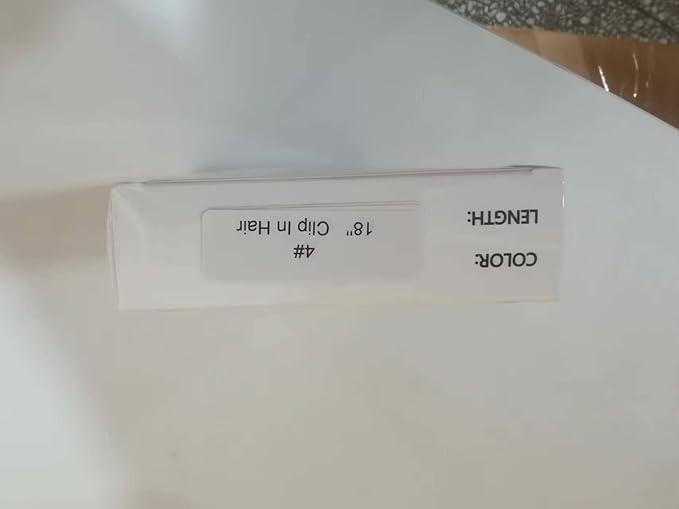 COLOR: 4#
LENGTH: 18" Clip In Hair